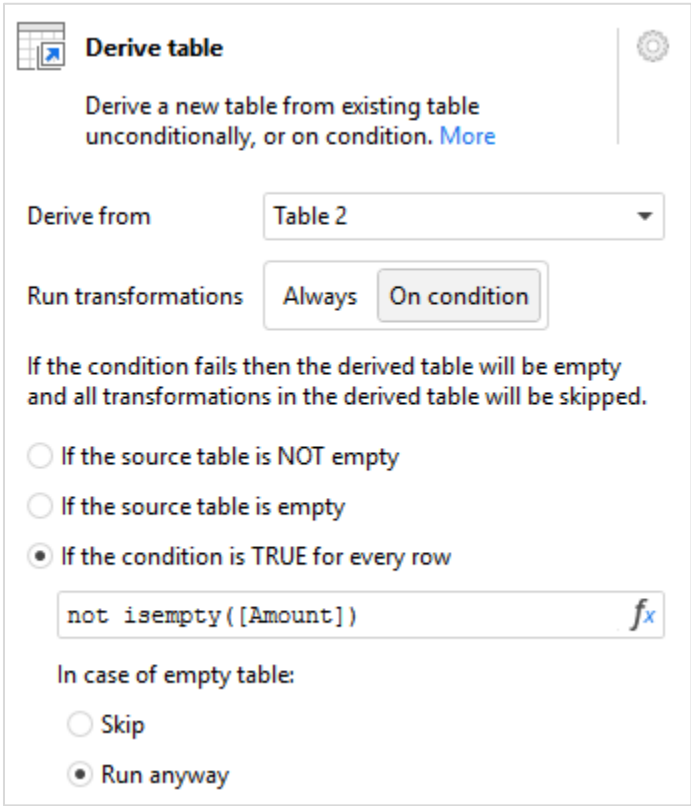 Derive table
Derive a new table from existing table
unconditionally, or on condition. More
Derive from
Table 2
Run transformations
Always
On condition
If the condition fails then the derived table will be empty
and all transformations in the derived table will be skipped.
If the source table is NOT empty
If the source table is empty
If the condition is TRUE for every row
not isempty([Amount])
fx
In case of empty table:
Skip
Run anyway